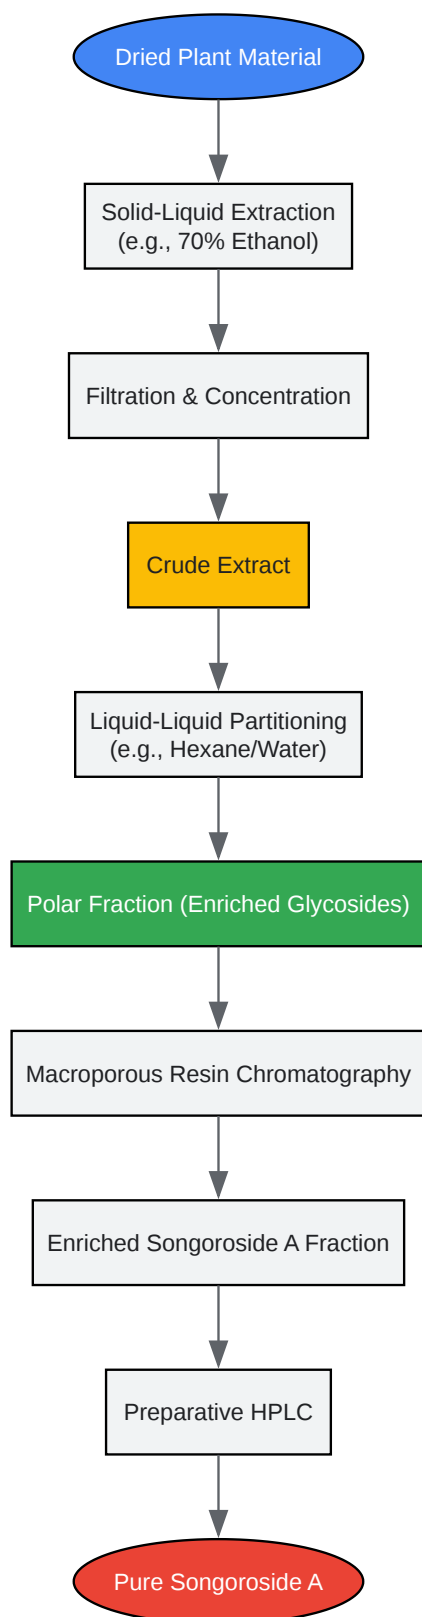 Dried Plant Material
Solid-Liquid Extraction
(e.g., 70% Ethanol)
Filtration & Concentration
Crude Extract
Liquid-Liquid Partitioning
(e.g., Hexane/Water)
Polar Fraction (Enriched Glycosides)
Macroporous Resin Chromatography
Enriched Songoroside A Fraction
Preparative HPLC
Pure Songoroside A